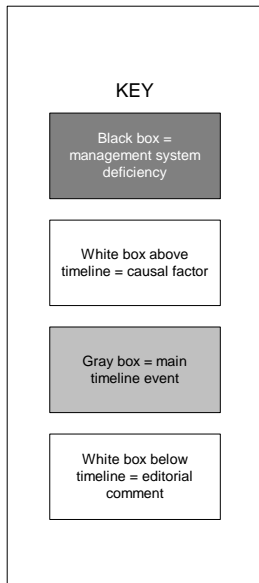 KEY
Black box =
management system
deficiency
White box above
timeline = causal factor
Gray box = main
timeline event
White box below
timeline = editorial
comment